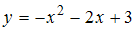 y = −x² − 2x + 3